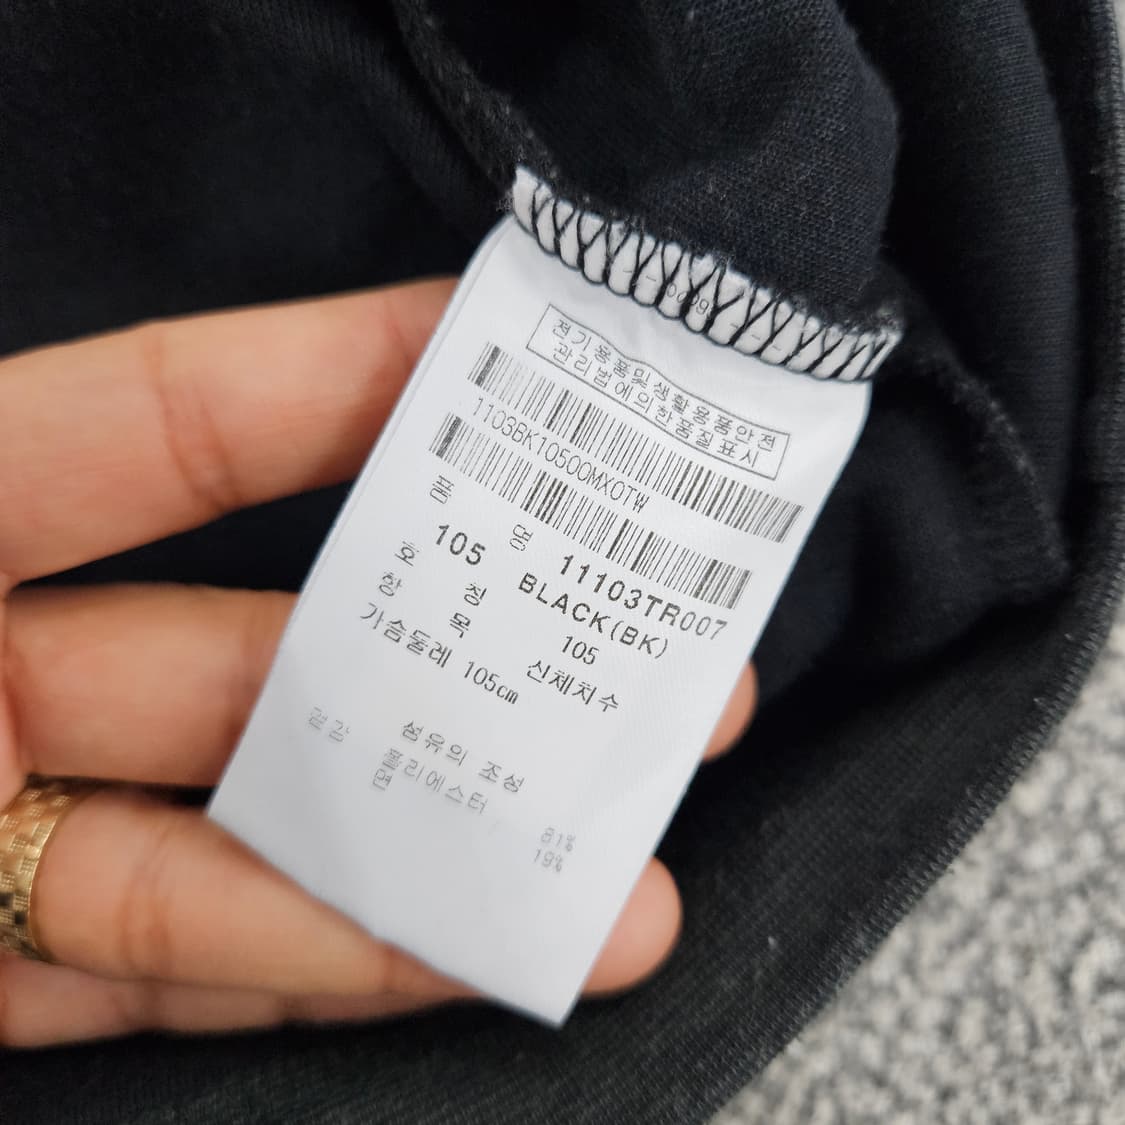 전기용품및생활용품안전
관리법에의한품질표시
1103BK10500MX0TW
품 명 11103TR007
105 BLACK(BK)
호 칭 105
항 목 신체치수
가슴둘레 105cm
섬유의 조성
겉감 폴리에스터 81%
면 19%